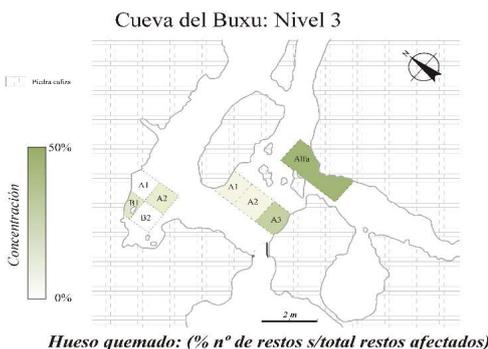 Cueva del Buxu: Nivel 3
N
Piedra caliza
50%
Concentración
0%
A1
B1
A2
B2
A1
A2
A3
Alfa
2 m
Hueso quemado: (% nº de restos s/total restos afectados)